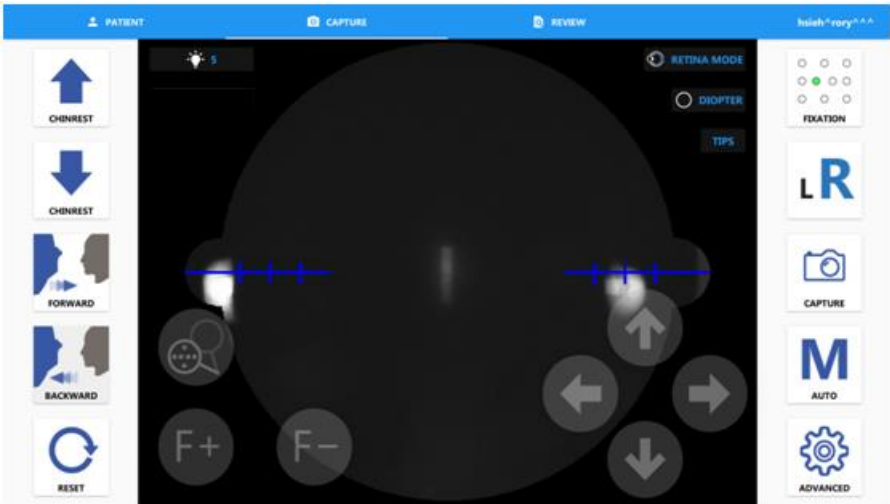 PATIENT
CAPTURE
REVIEW
hsieh^rory^^^
CHINREST
CHINREST
FORWARD
BACKWARD
RESET
5
RETINA MODE
DIOPTER
TIPS
F+
F-
FIXATION
L R
CAPTURE
M
AUTO
ADVANCED